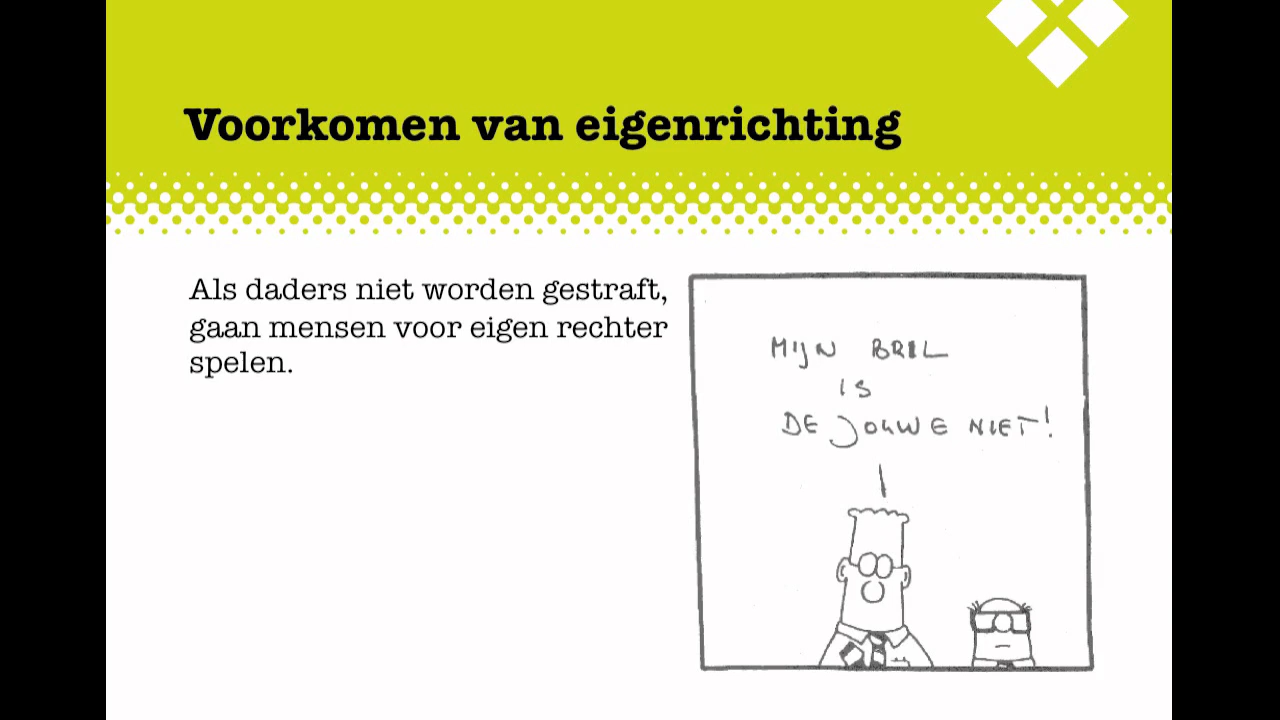 Voorkomen van eigenrichting
Als daders niet worden gestraft,
gaan mensen voor eigen rechter
spelen.
MIJN BRIL
IS
DE JOUWE NIET!